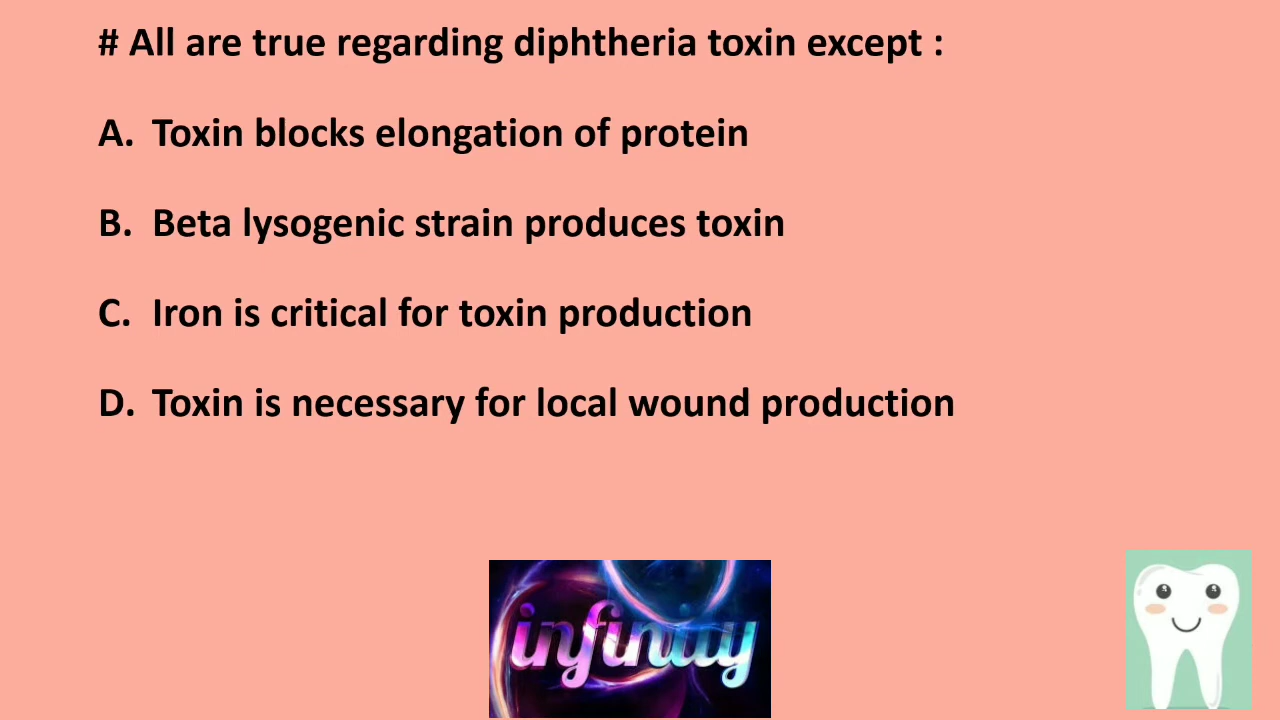 # All are true regarding diphtheria toxin except :
A. Toxin blocks elongation of protein
B. Beta lysogenic strain produces toxin
C. Iron is critical for toxin production
D. Toxin is necessary for local wound production
infinity